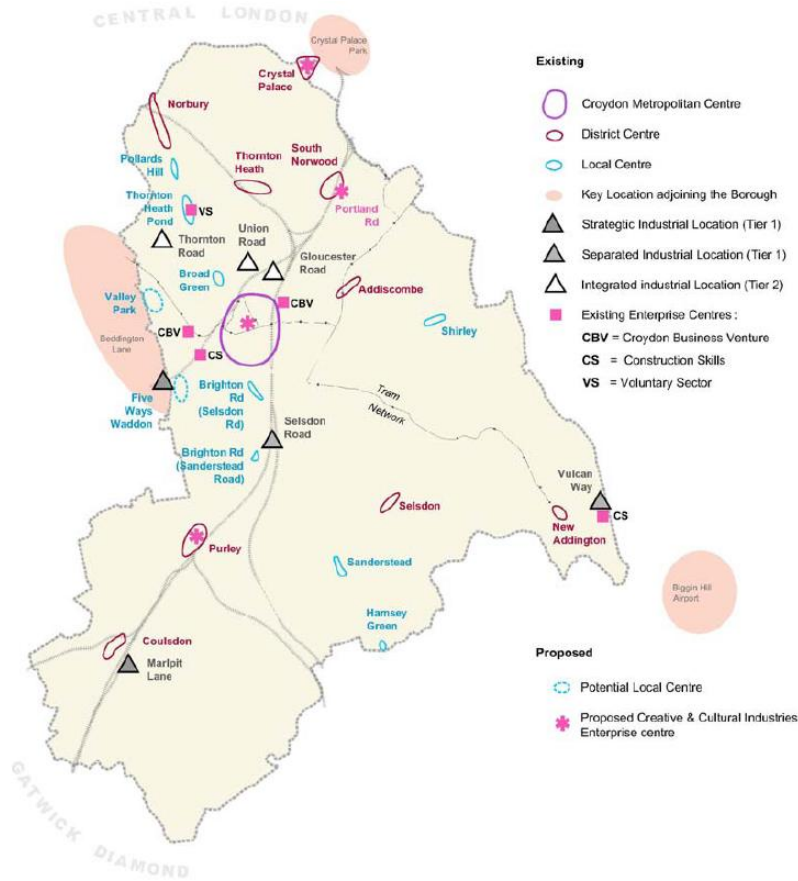 CENTRAL LONDON
Crystal Palace
Park
Crystal
Palace
Norbury
Pollards
Hill
Thornton
Heath
South
Norwood
Thornton
Heath
Pond
VS
Portland
Rd
Thornton
Road
Union
Road
Gloucester
Road
Broad
Green
Addiscombe
Valley
Park
CBV
CBV
Shirley
Beddington
Lane
CS
Five
Ways
Waddon
Brighton
Rd
(Selsdon
Rd)
Tram
Network
Selsdon
Road
Brighton Rd
(Sanderstead
Road)
Vulcan
Way
CS
Selsdon
New
Addington
Purley
Sanderstead
Biggin Hill
Airport
Hamsey
Green
Coulsdon
Marlpit
Lane
GATWICK DIAMOND
Existing
Croydon Metropolitan Centre
District Centre
Local Centre
Key Location adjoining the Borough
Strategtic Industrial Location (Tier 1)
Separated Industrial Location (Tier 1)
Integrated industrial Location (Tier 2)
Existing Enterprise Centres :
CBV = Croydon Business Venture
CS = Construction Skills
VS = Voluntary Sector
Proposed
Potential Local Centre
Proposed Creative & Cultural Industries
Enterprise centre